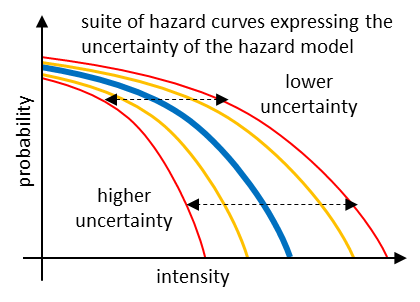 suite of hazard curves expressing the
uncertainty of the hazard model
lower
uncertainty
probability
higher
uncertainty
intensity